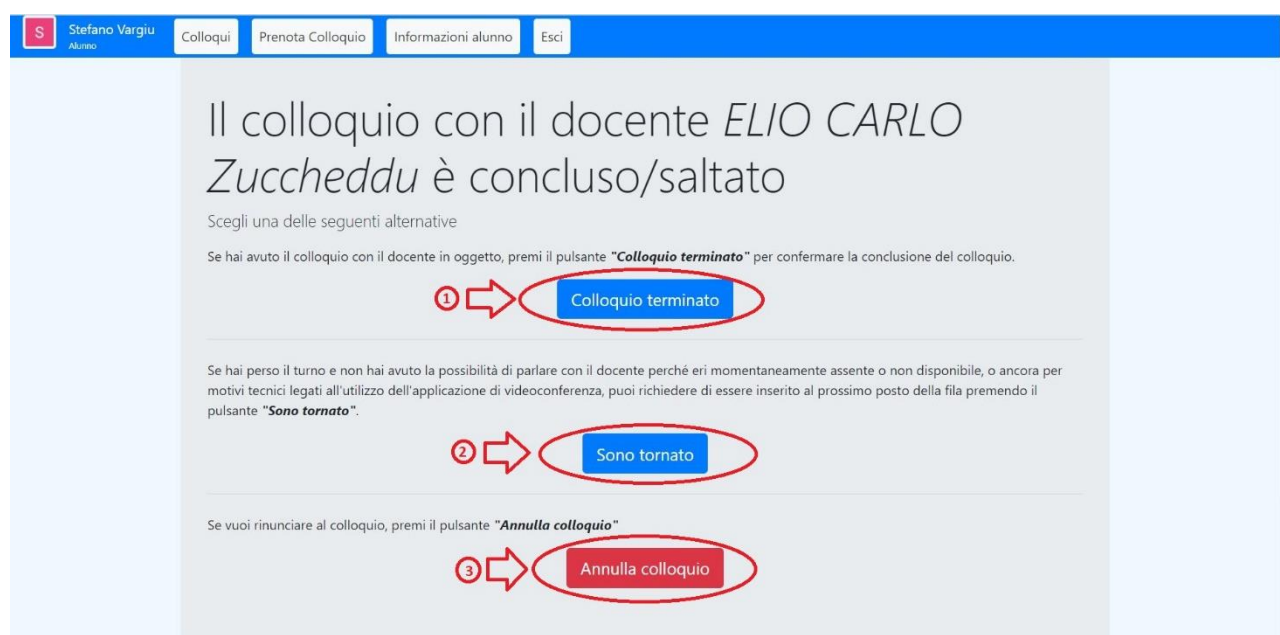 S
Stefano Vargiu
Alunno
Colloqui
Prenota Colloquio
Informazioni alunno
Esci
Il colloquio con il docente ELIO CARLO
Zuccheddu è concluso/saltato
Scegli una delle seguenti alternative
Se hai avuto il colloquio con il docente in oggetto, premi il pulsante "Colloquio terminato" per confermare la conclusione del colloquio.
1
Colloquio terminato
Se hai perso il turno e non hai avuto la possibilità di parlare con il docente perché eri momentaneamente assente o non disponibile, o ancora per
motivi tecnici legati all'utilizzo dell'applicazione di videoconferenza, puoi richiedere di essere inserito al prossimo posto della fila premendo il
pulsante "Sono tornato".
2
Sono tornato
Se vuoi rinunciare al colloquio, premi il pulsante "Annulla colloquio"
3
Annulla colloquio